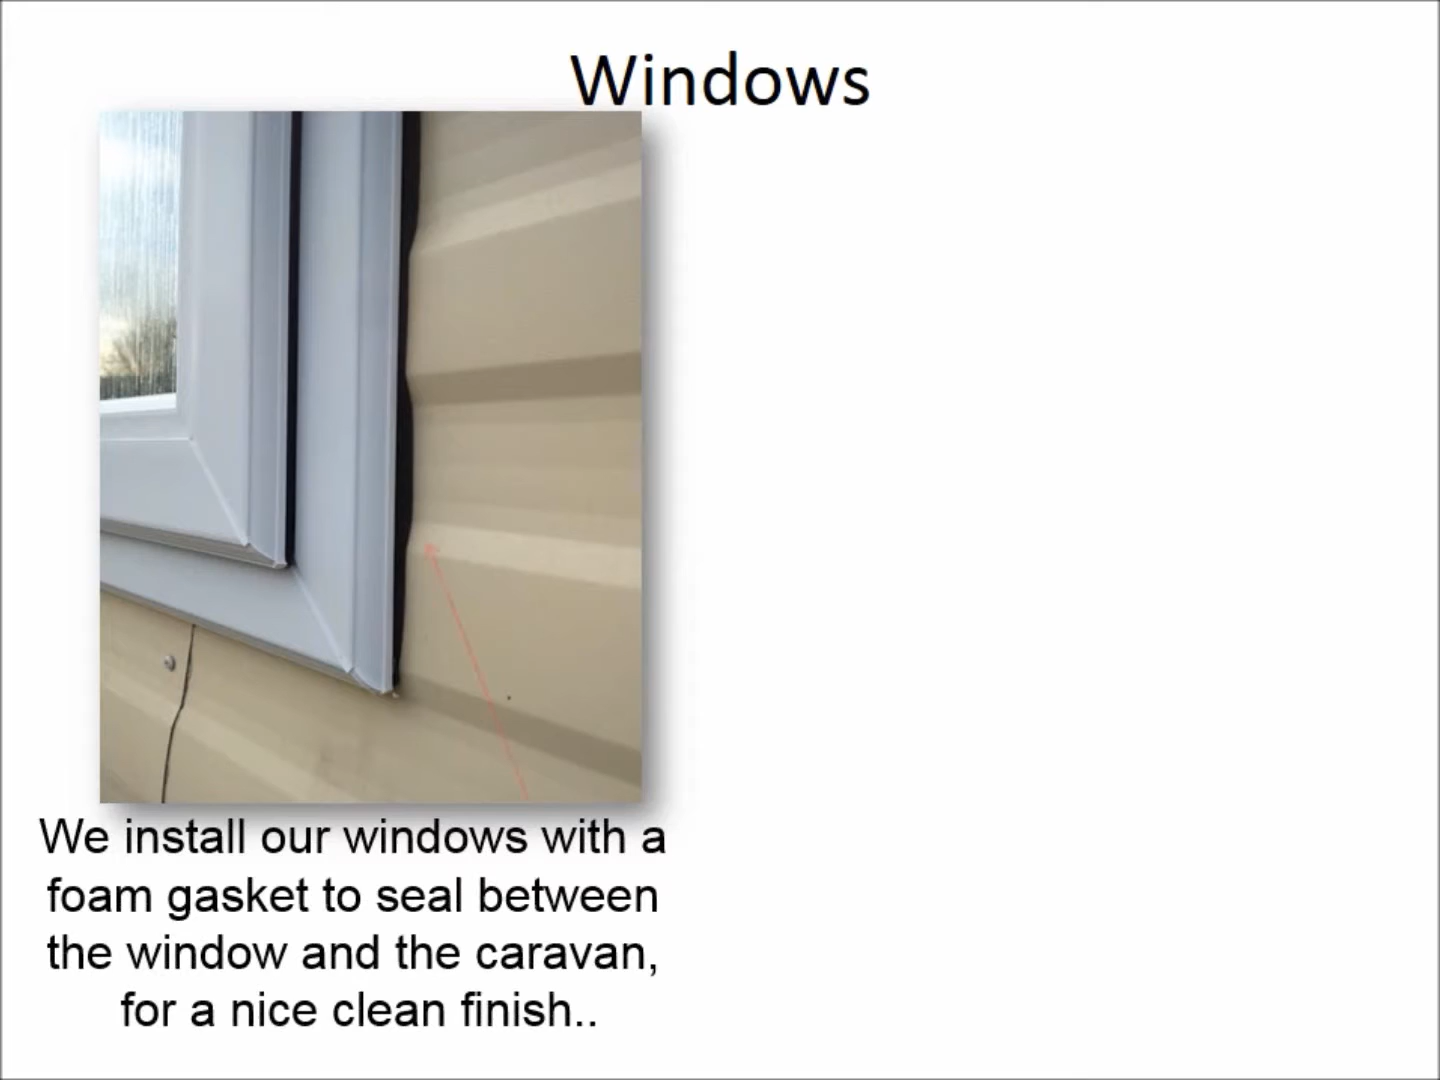 Windows
We install our windows with a
foam gasket to seal between
the window and the caravan,
for a nice clean finish..